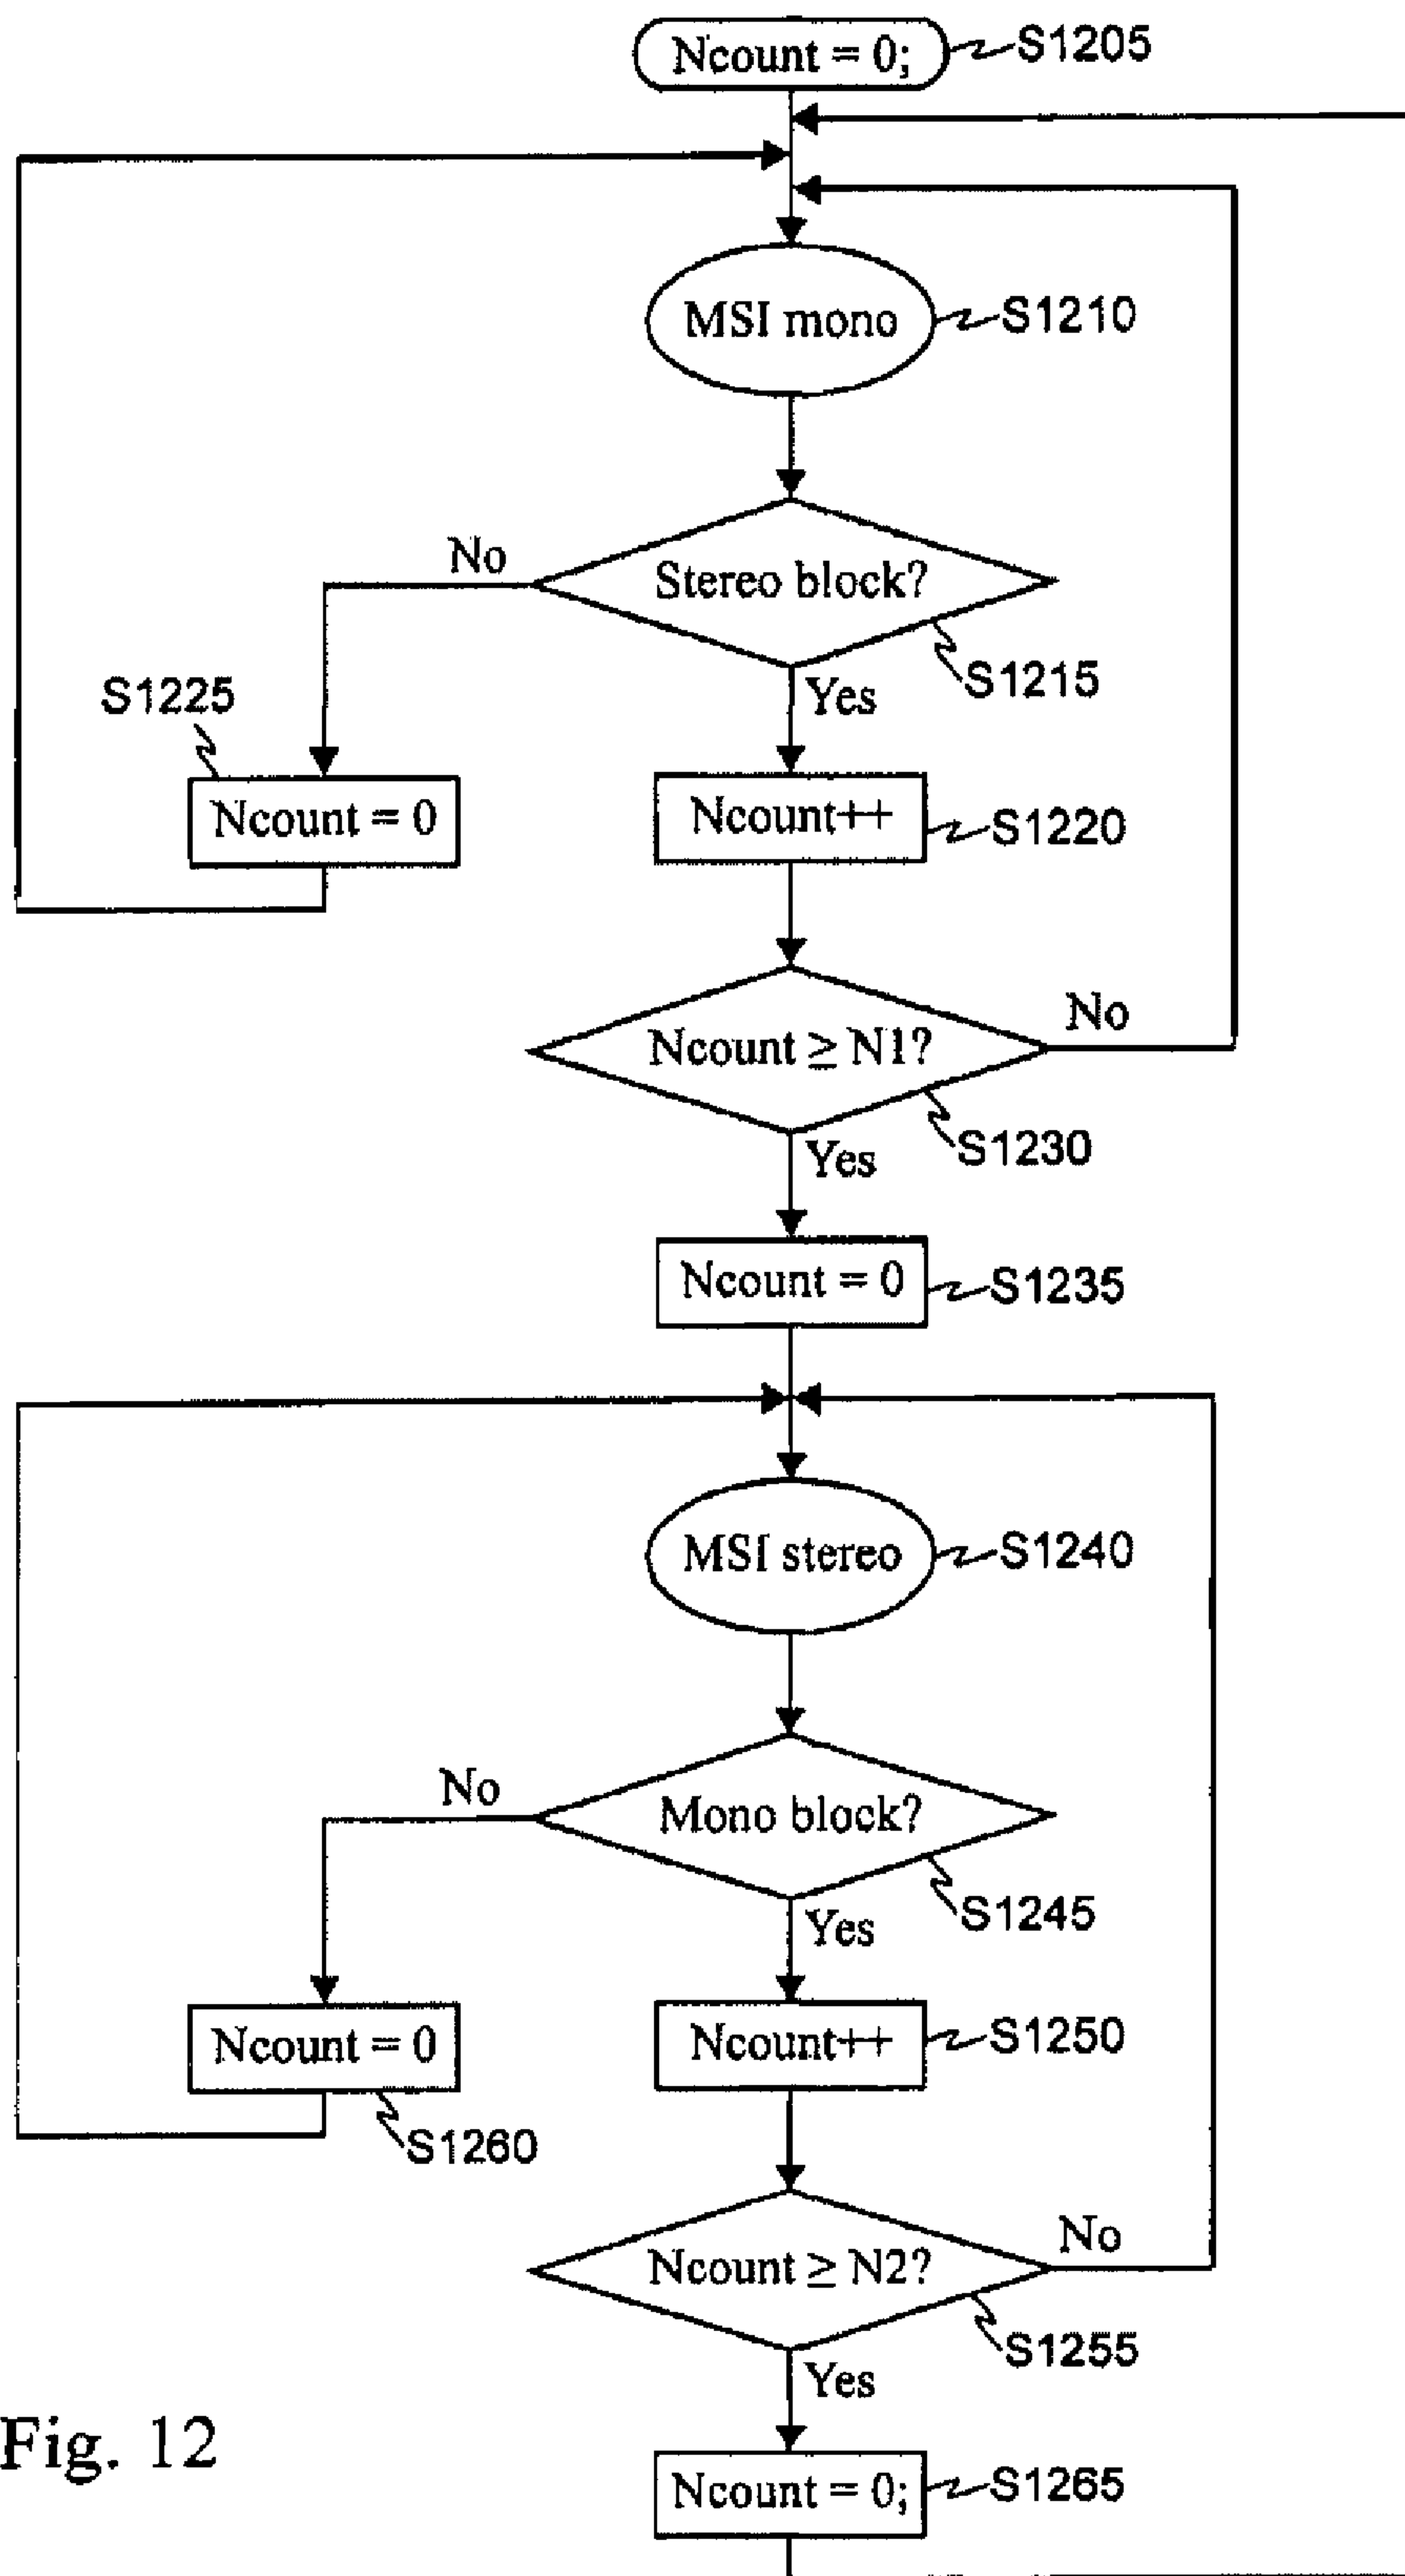 Ncount = 0;
S1205
MSI mono
S1210
No
Stereo block?
S1215
Yes
S1225
Ncount = 0
Ncount++
S1220
Ncount ≥ N1?
No
S1230
Yes
Ncount = 0
S1235
MSI stereo
S1240
No
Mono block?
S1245
Yes
Ncount = 0
S1260
Ncount++
S1250
Ncount ≥ N2?
No
S1255
Yes
Fig. 12
Ncount = 0;
S1265